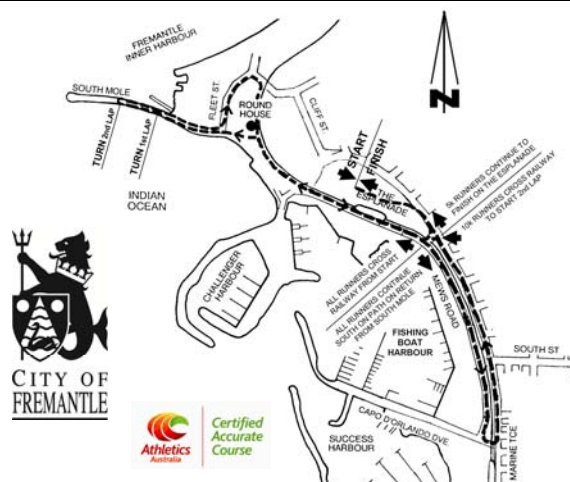 FREMANTLE
INNER HARBOUR
SOUTH MOLE
FLEET ST.
ROUND
HOUSE
CLIFF ST.
N
TURN 2nd LAP
TURN 1st LAP
START
FINISH
THE
ESPLANADE
5k RUNNERS CONTINUE TO
FINISH ON THE ESPLANADE
10k RUNNERS CROSS RAILWAY
TO START 2nd LAP
INDIAN
OCEAN
CHALLENGER
HARBOUR
ALL RUNNERS CROSS
RAILWAY FROM START
ALL RUNNERS CONTINUE
SOUTH ON PATH ON RETURN
FROM SOUTH MOLE
MEWS ROAD
FISHING
BOAT
HARBOUR
SOUTH ST
CAPO D'ORLANDO DVE
SUCCESS
HARBOUR
MARINE TCE
CITY OF
FREMANTLE
Athletics
Australia
Certified
Accurate
Course